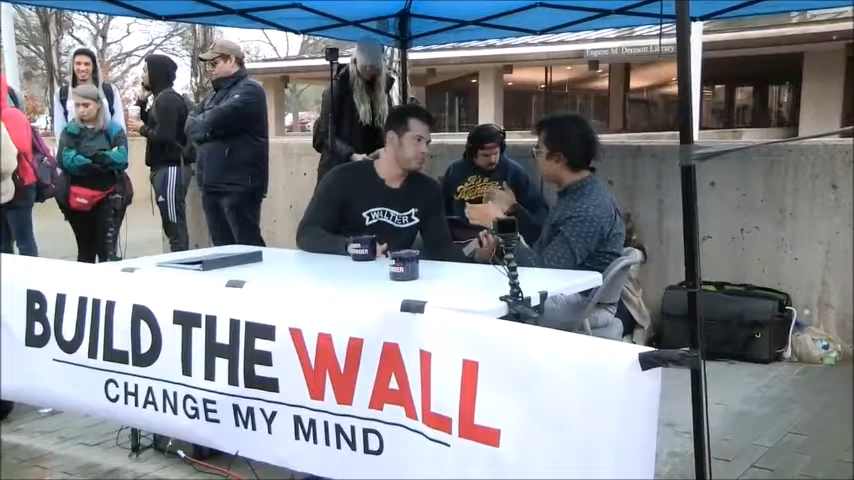 Eugene M. Dermott Library
WALTER
BUILD THE WALL
CHANGE MY MIND